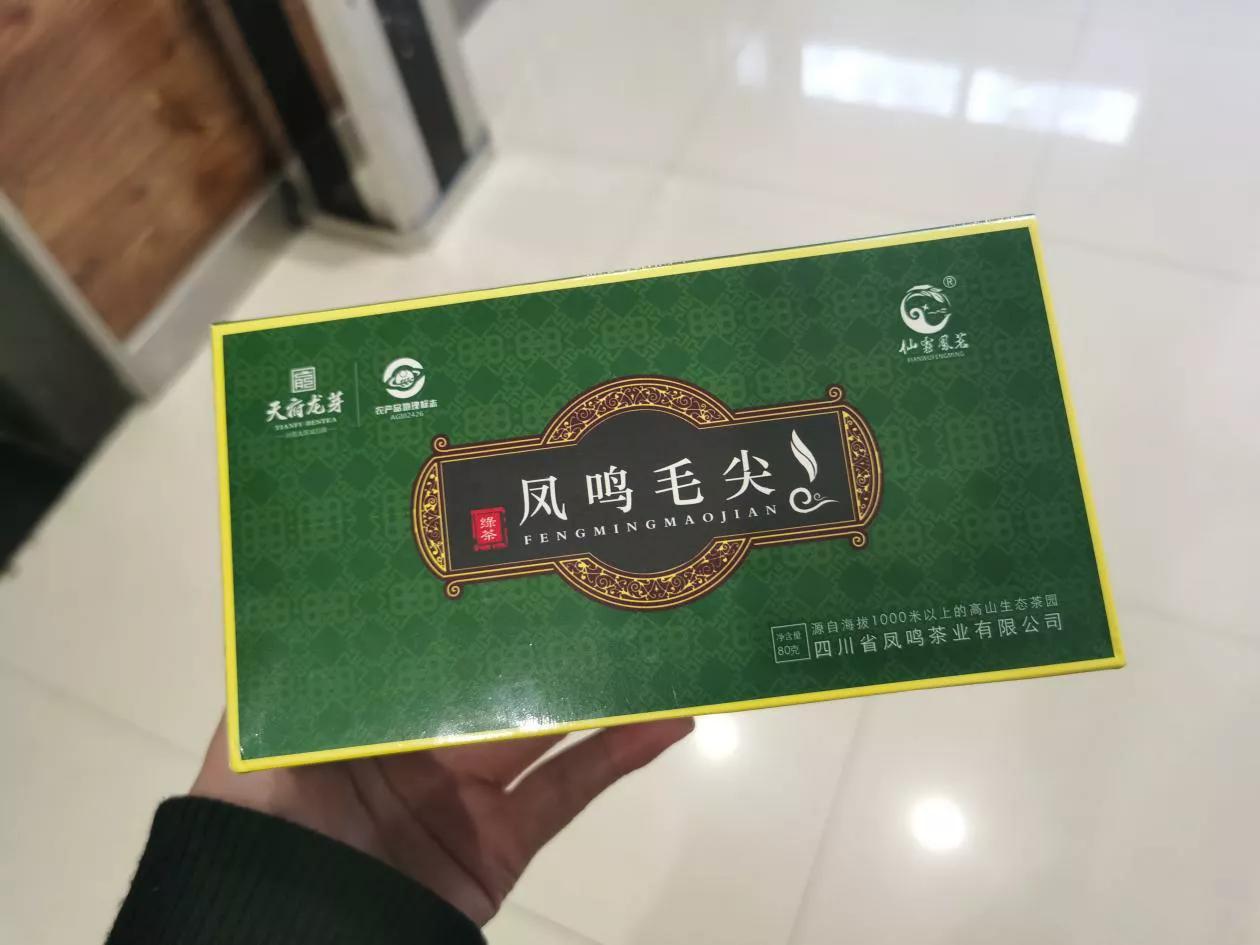 天府龙芽
TIANFU BENTEA
农产品地理标志
AGI02426
®
仙雾凤茗
XIANWUFENGMING
绿茶
凤鸣毛尖
FENGMINGMAOJIAN
净含量
80克
源自海拔1000米以上的高山生态茶园
四川省凤鸣茶业有限公司